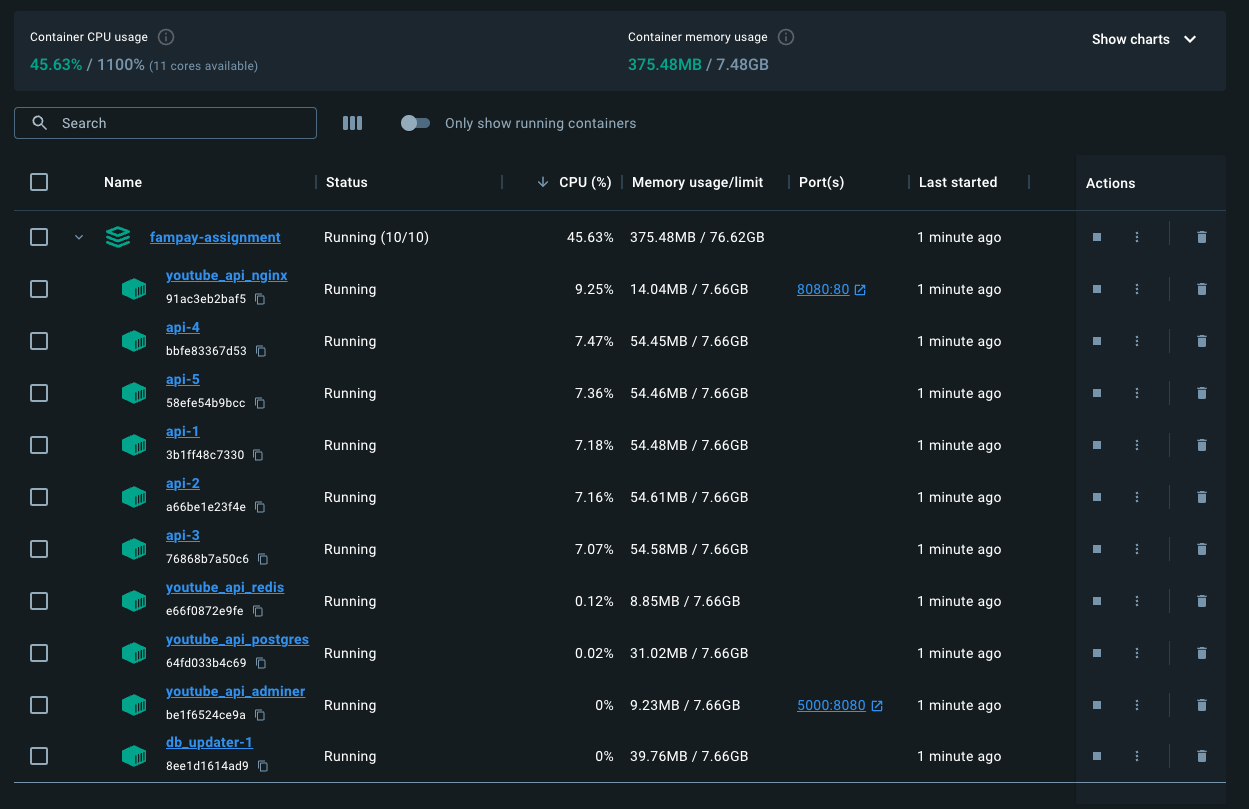 Container CPU usage
45.63% / 1100% (11 cores available)
Container memory usage
375.48MB / 7.48GB
Show charts
Search
Only show running containers
Name Status CPU (%) Memory usage/limit Port(s) Last started Actions
fampay-assignment Running (10/10) 45.63% 375.48MB / 76.62GB 1 minute ago
youtube_api_nginx
91ac3eb2baf5
Running 9.25% 14.04MB / 7.66GB 8080:80 1 minute ago
api-4
bbfe83367d53
Running 7.47% 54.45MB / 7.66GB 1 minute ago
api-5
58efe54b9bcc
Running 7.36% 54.46MB / 7.66GB 1 minute ago
api-1
3b1ff48c7330
Running 7.18% 54.48MB / 7.66GB 1 minute ago
api-2
a66be1e23f4e
Running 7.16% 54.61MB / 7.66GB 1 minute ago
api-3
76868b7a50c6
Running 7.07% 54.58MB / 7.66GB 1 minute ago
youtube_api_redis
e66f0872e9fe
Running 0.12% 8.85MB / 7.66GB 1 minute ago
youtube_api_postgres
64fd033b4c69
Running 0.02% 31.02MB / 7.66GB 1 minute ago
youtube_api_adminer
be1f6524ce9a
Running 0% 9.23MB / 7.66GB 5000:8080 1 minute ago
db_updater-1
8ee1d1614ad9
Running 0% 39.76MB / 7.66GB 1 minute ago